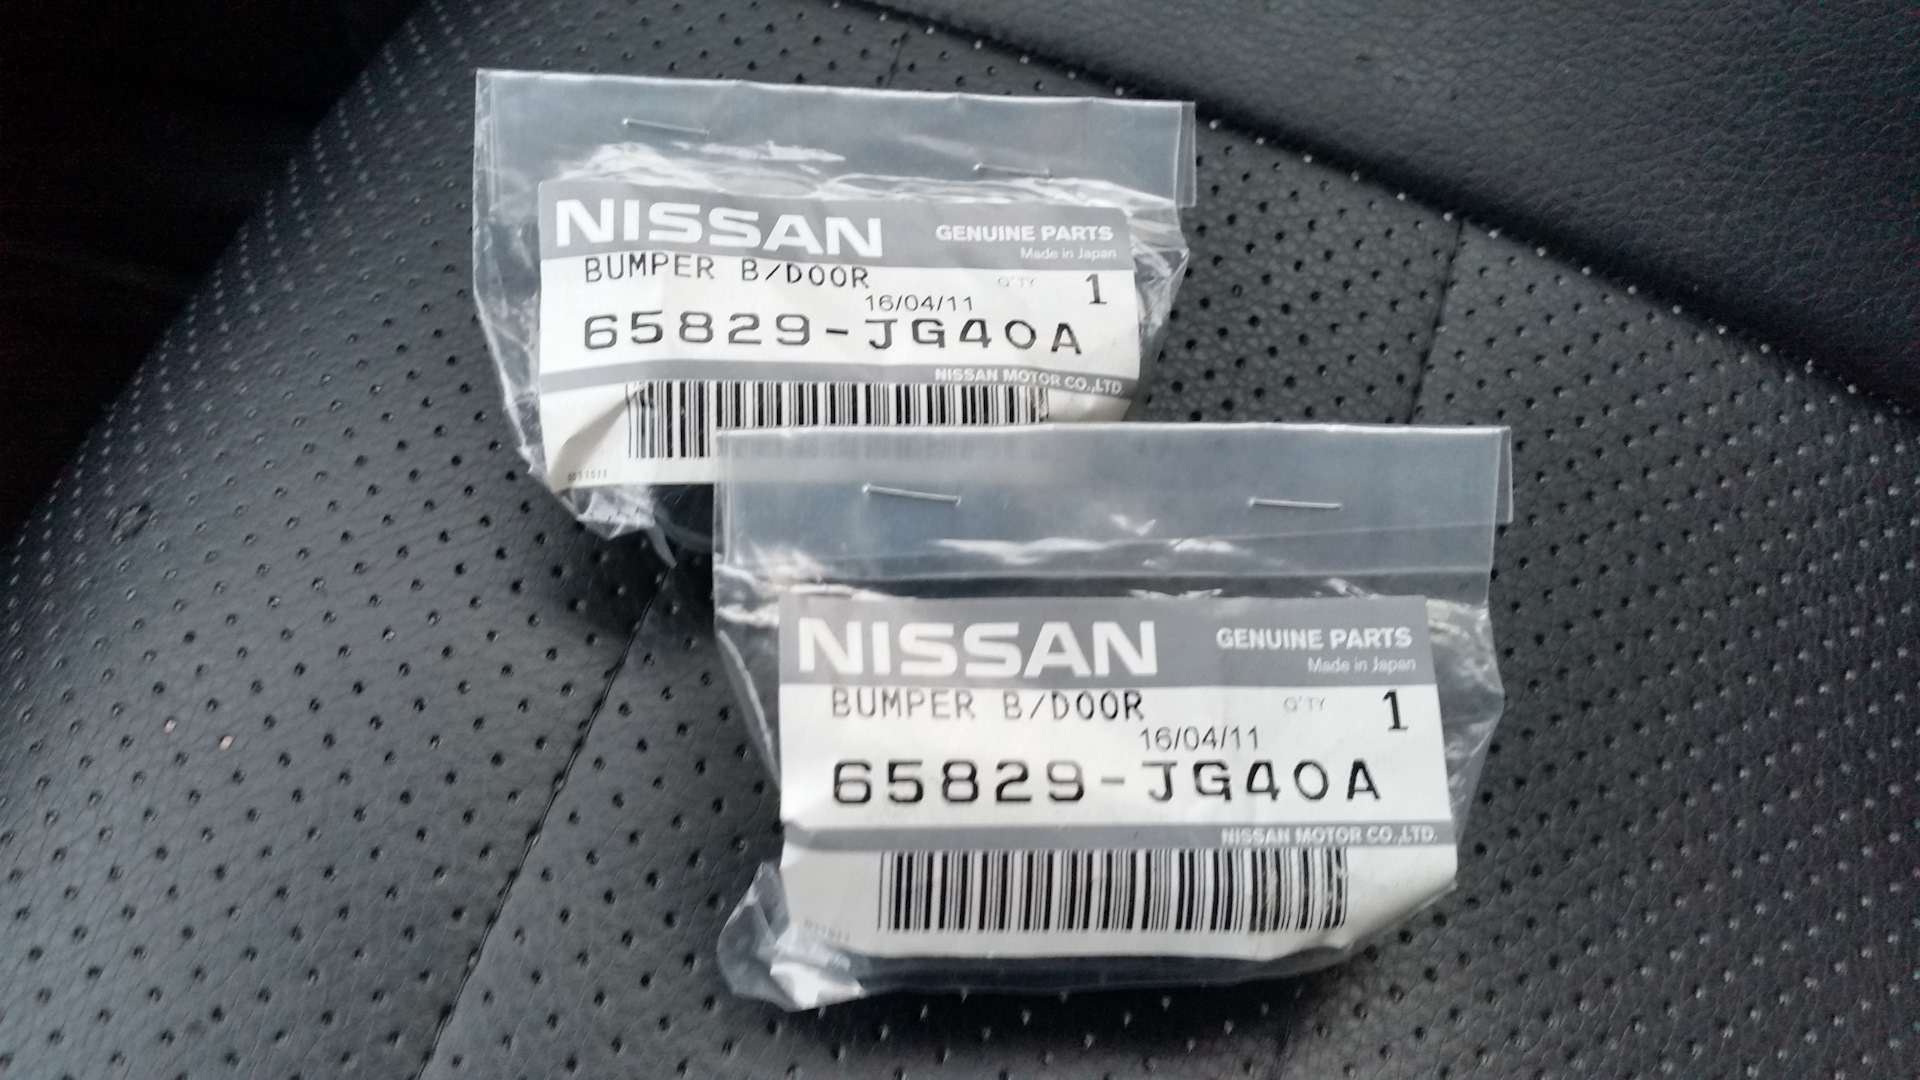 NISSAN GENUINE PARTS
Made in Japan
BUMPER B/DOOR Q'TY 1
16/04/11
65829-JG40A
NISSAN MOTOR CO.,LTD.
NISSAN GENUINE PARTS
Made in Japan
BUMPER B/DOOR Q'TY 1
16/04/11
65829-JG40A
NISSAN MOTOR CO.,LTD.